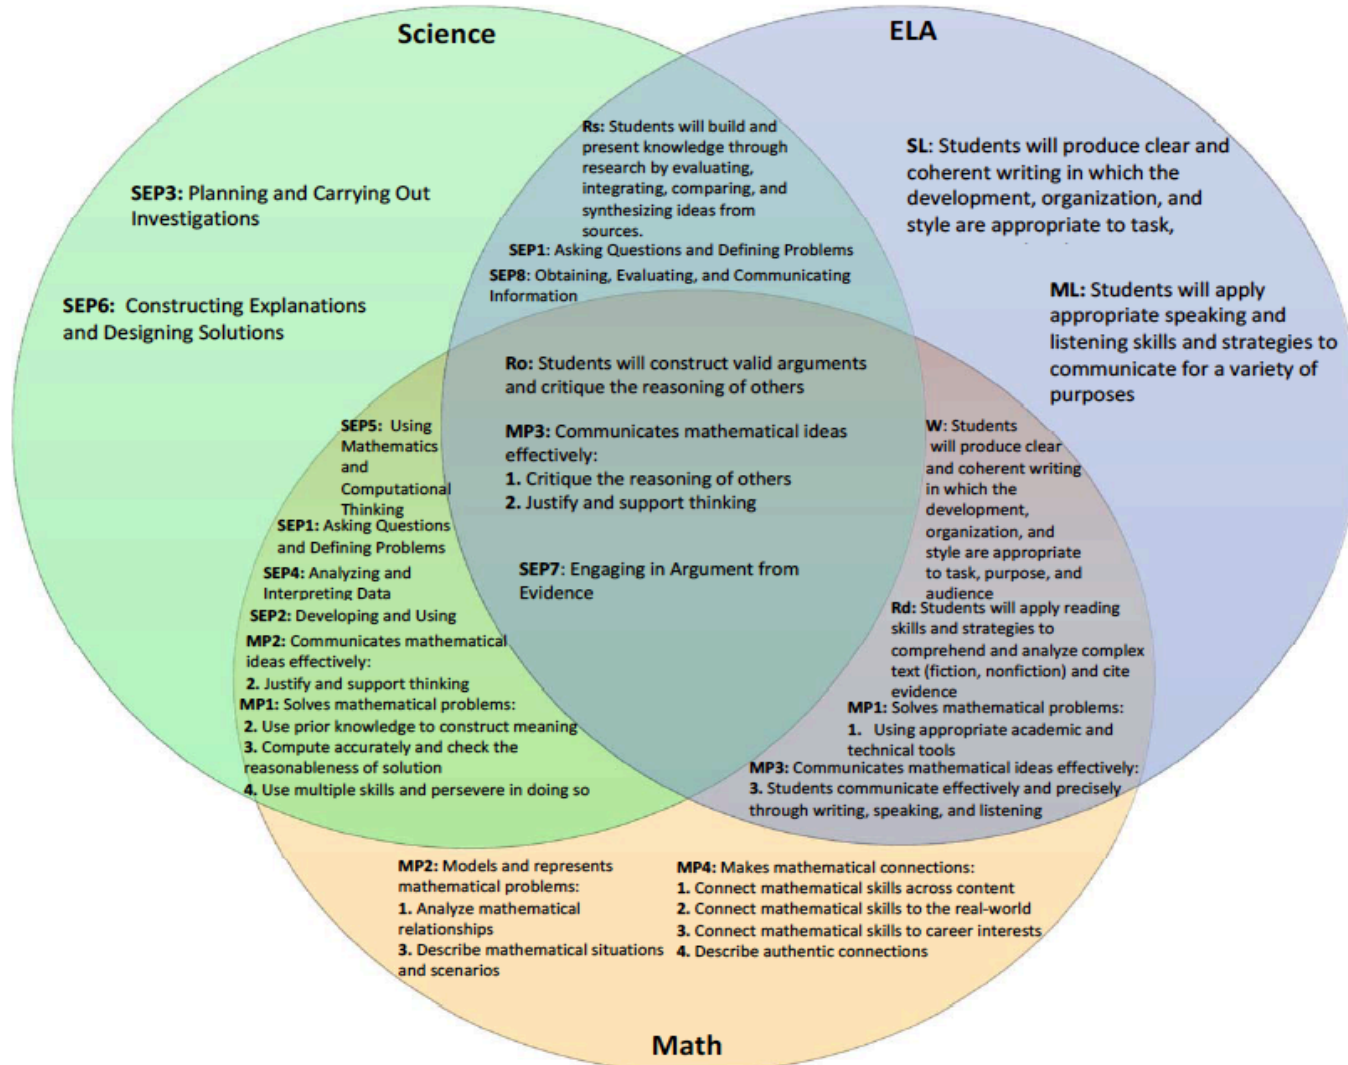 Science
ELA
Rs: Students will build and
present knowledge through
research by evaluating,
integrating, comparing, and
synthesizing ideas from
sources.
SEP1: Asking Questions and Defining Problems
SEP8: Obtaining, Evaluating, and Communicating
Information
SEP3: Planning and Carrying Out
Investigations
SEP6: Constructing Explanations
and Designing Solutions
SL: Students will produce clear and
coherent writing in which the
development, organization, and
style are appropriate to task,
ML: Students will apply
appropriate speaking and
listening skills and strategies to
communicate for a variety of
purposes
Ro: Students will construct valid arguments
and critique the reasoning of others
MP3: Communicates mathematical ideas
effectively:
1. Critique the reasoning of others
2. Justify and support thinking
SEP7: Engaging in Argument from
Evidence
SEP5: Using
Mathematics
and
Computational
Thinking
SEP1: Asking Questions
and Defining Problems
SEP4: Analyzing and
Interpreting Data
SEP2: Developing and Using
MP2: Communicates mathematical
ideas effectively:
2. Justify and support thinking
MP1: Solves mathematical problems:
2. Use prior knowledge to construct meaning
3. Compute accurately and check the
reasonableness of solution
4. Use multiple skills and persevere in doing so
W: Students
will produce clear
and coherent writing
in which the
development,
organization, and
style are appropriate
to task, purpose, and
audience
Rd: Students will apply reading
skills and strategies to
comprehend and analyze complex
text (fiction, nonfiction) and cite
evidence
MP1: Solves mathematical problems:
1. Using appropriate academic and
technical tools
MP3: Communicates mathematical ideas effectively:
3. Students communicate effectively and precisely
through writing, speaking, and listening
MP2: Models and represents
mathematical problems:
1. Analyze mathematical
relationships
3. Describe mathematical situations
and scenarios
MP4: Makes mathematical connections:
1. Connect mathematical skills across content
2. Connect mathematical skills to the real-world
3. Connect mathematical skills to career interests
4. Describe authentic connections
Math